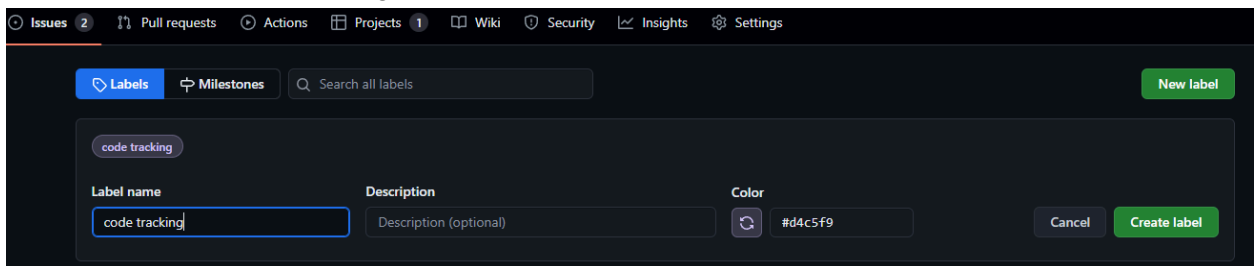 Issues 2 Pull requests Actions Projects 1 Wiki Security Insights Settings
Labels Milestones Search all labels New label
code tracking
Label name Description Color
code tracking Description (optional) #d4c5f9 Cancel Create label